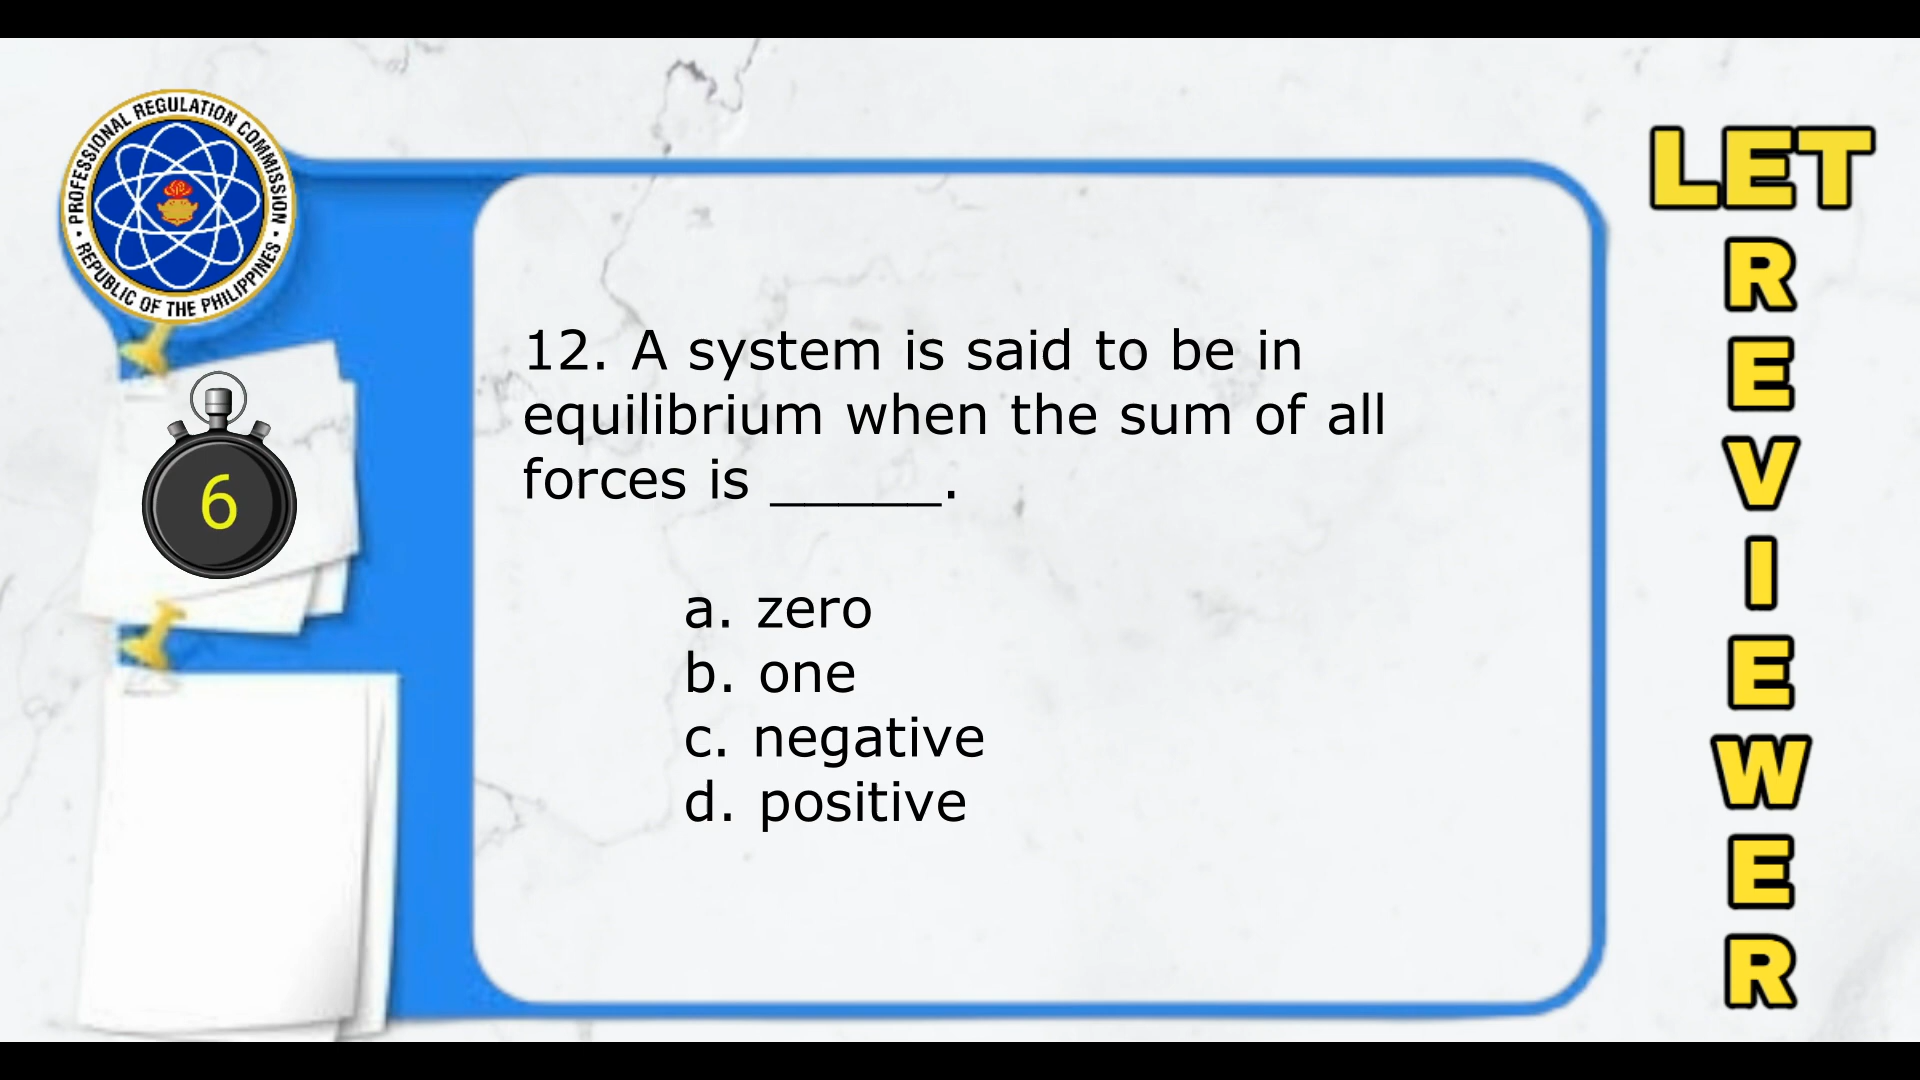 PROFESSIONAL REGULATION COMMISSION
• REPUBLIC OF THE PHILIPPINES •
6
12. A system is said to be in
equilibrium when the sum of all
forces is _____.
a. zero
b. one
c. negative
d. positive
LET
R
E
V
I
E
W
E
R